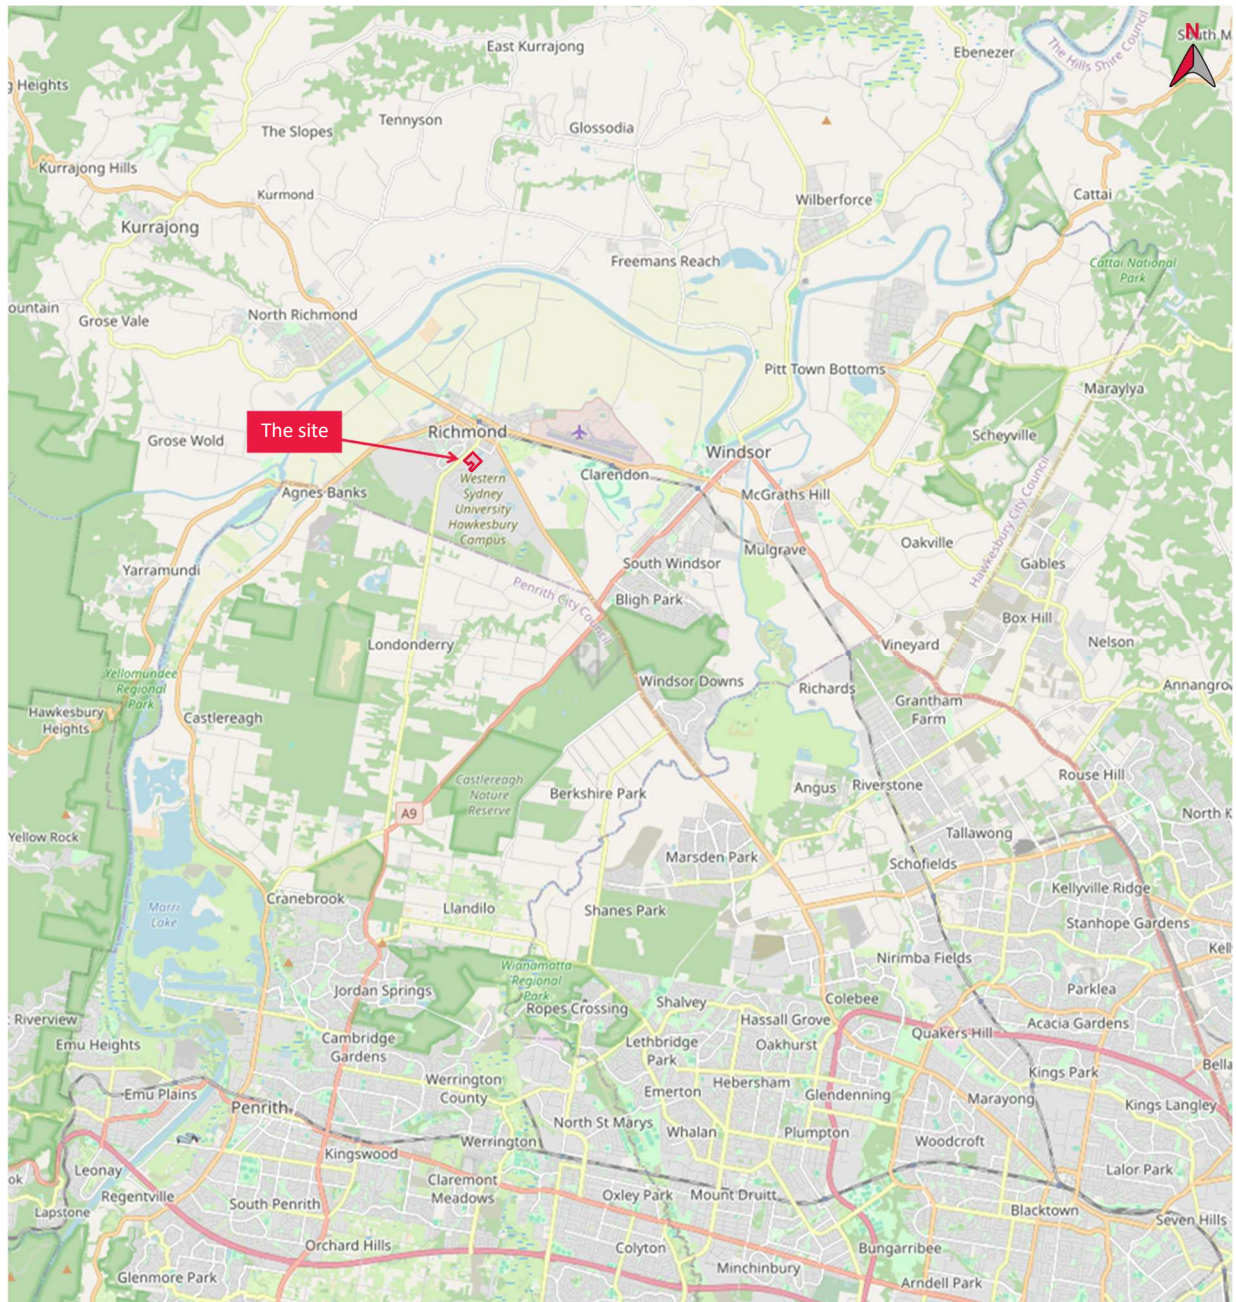 East Kurrajong
Ebenezer
The Hills Shire Council
N
South M
g Heights
Tennyson
The Slopes
Glossodia
Kurrajong Hills
Kurmond
Wilberforce
Cattai
Kurrajong
Freemans Reach
Cattai National
Park
ountain
Grose Vale
North Richmond
Pitt Town Bottoms
Maraylya
The site
Richmond
Grose Wold
Scheyville
Windsor
Clarendon
Western
Sydney
University
Hawkesbury
Campus
Agnes Banks
McGraths Hill
Hawkesbury City Council
Mulgrave
Oakville
Gables
South Windsor
Yarramundi
Penrith City Council
Bligh Park
Box Hill
Londonderry
Vineyard
Nelson
Yellomundee
Regional
Park
Windsor Downs
Richards
Annangro
Hawkesbury
Heights
Castlereagh
Grantham
Farm
Castlereagh
Nature
Reserve
Berkshire Park
Angus
Riverstone
Rouse Hill
A9
North K
Yellow Rock
Tallawong
Marsden Park
Schofields
Kellyville Ridge
Cranebrook
Marri
Lake
Llandilo
Shanes Park
Stanhope Gardens
Kell
Nirimba Fields
Wianamatta
Regional
Park
Jordan Springs
Ropes Crossing
Shalvey
Colebee
Parklea
Riverview
Hassall Grove
Acacia Gardens
Emu Heights
Cambridge
Gardens
Lethbridge
Park
Oakhurst
Quakers Hill
Bella
Werrington
County
Emerton
Hebersham
Kings Park
Emu Plains
Penrith
Glendenning
Marayong
Kings Langley
North St Marys
Whalan
Plumpton
Woodcroft
Werrington
Kingswood
Leonay
ok
Lalor Park
Claremont
Meadows
Regentville
South Penrith
Oxley Park
Mount Druitt
Lapstone
Blacktown
Seven Hills
Orchard Hills
Colyton
Bungarribee
Glenmore Park
Minchinbury
Arndell Park